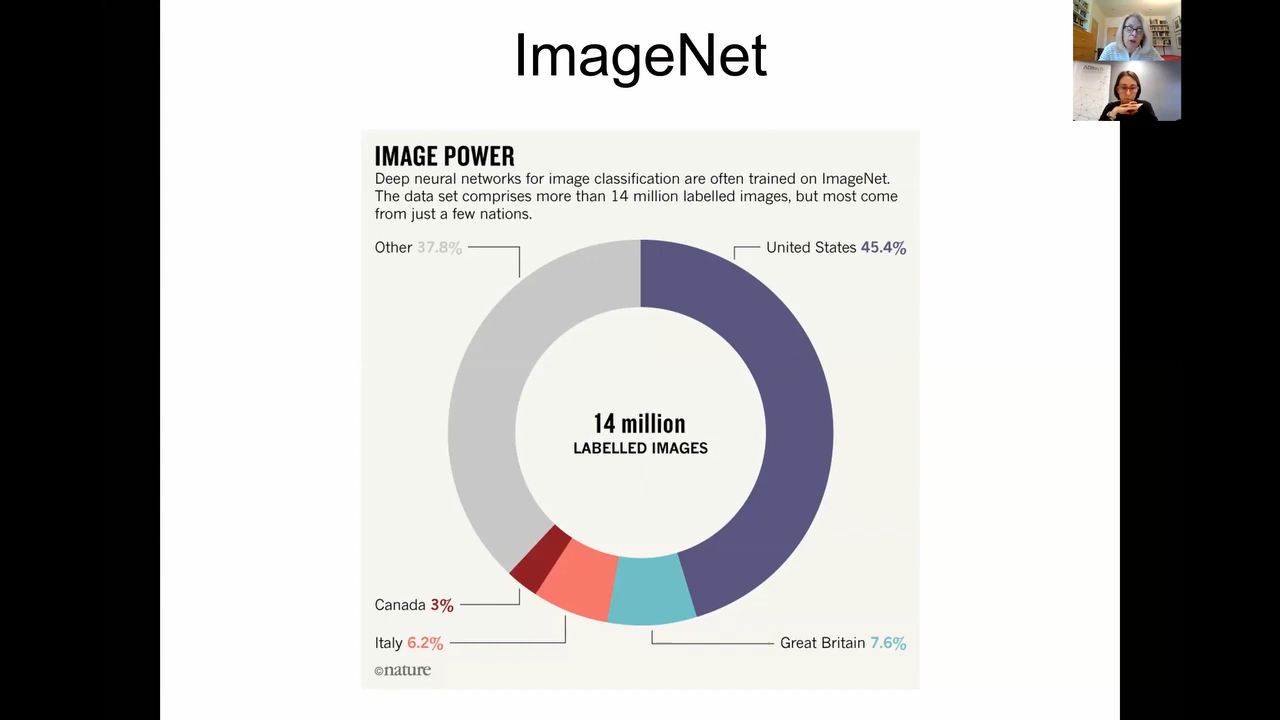 ImageNet
IMAGE POWER
Deep neural networks for image classification are often trained on ImageNet.
The data set comprises more than 14 million labelled images, but most come
from just a few nations.
Other 37.8%
United States 45.4%
14 million
LABELLED IMAGES
Canada 3%
Italy 6.2%
Great Britain 7.6%
©nature